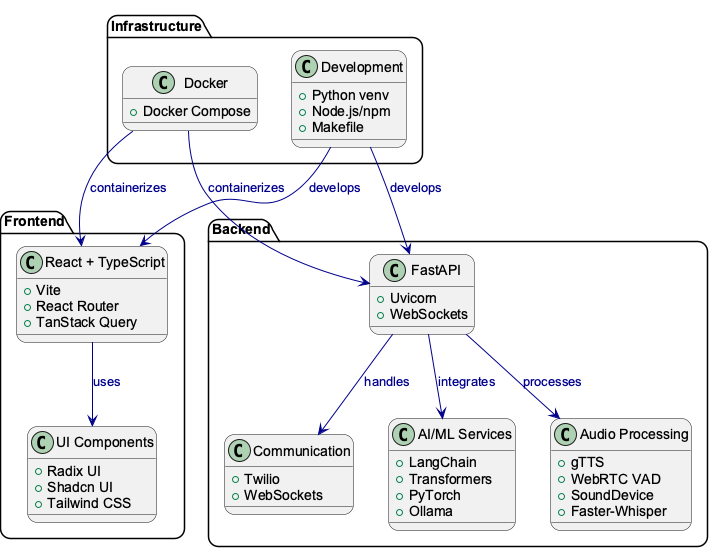 Infrastructure
C Docker
Docker Compose
C Development
Python venv
Node.js/npm
Makefile
containerizes
containerizes
develops
develops
Frontend
C React + TypeScript
Vite
React Router
TanStack Query
uses
C UI Components
Radix UI
Shadcn UI
Tailwind CSS
Backend
C FastAPI
Uvicorn
WebSockets
handles
integrates
processes
C Communication
Twilio
WebSockets
C AI/ML Services
LangChain
Transformers
PyTorch
Ollama
C Audio Processing
gTTS
WebRTC VAD
SoundDevice
Faster-Whisper